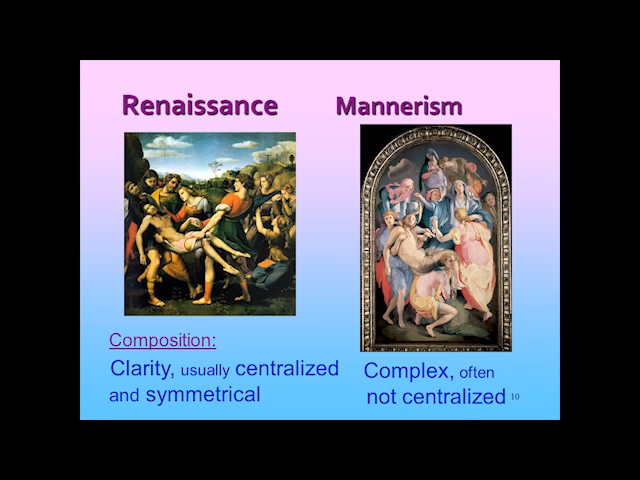 Renaissance
Mannerism
Composition:
Clarity, usually centralized
and symmetrical
Complex, often
not centralized
10